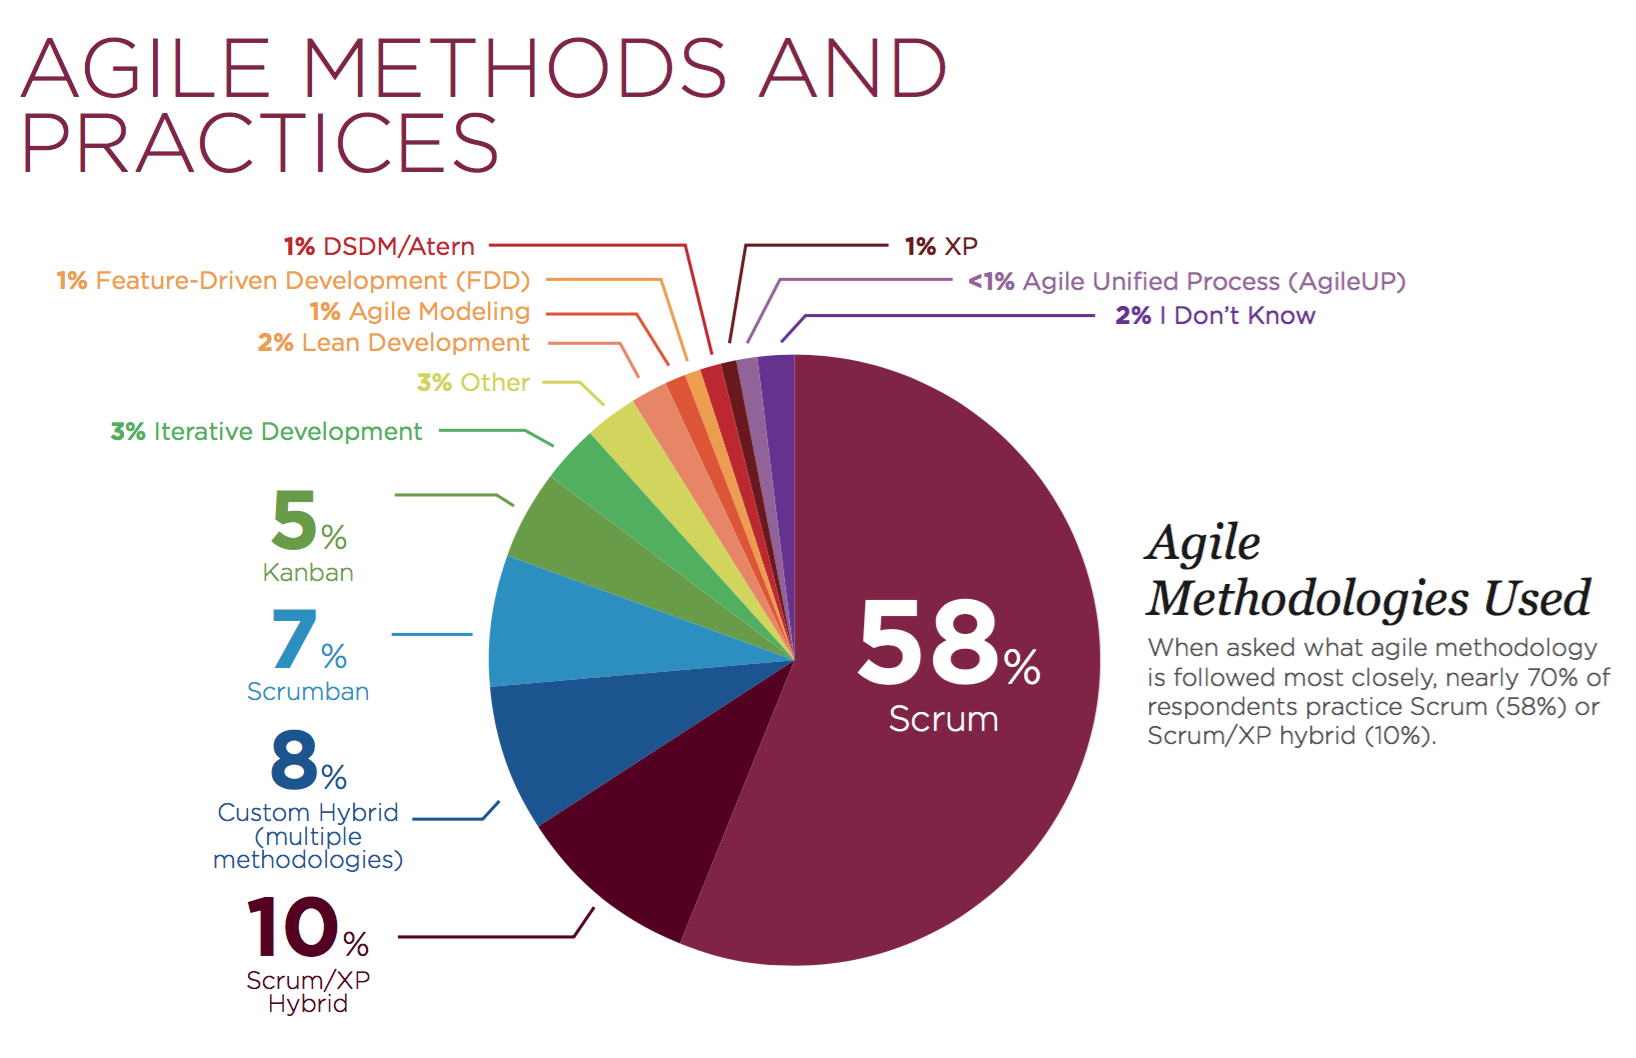 AGILE METHODS AND
PRACTICES
1% DSDM/Atern
1% Feature-Driven Development (FDD)
1% Agile Modeling
2% Lean Development
3% Other
3% Iterative Development
5%
Kanban
7%
Scrumban
8%
Custom Hybrid
(multiple
methodologies)
10%
Scrum/XP
Hybrid
1% XP
<1% Agile Unified Process (AgileUP)
2% I Don't Know
58%
Scrum
Agile
Methodologies Used
When asked what agile methodology
is followed most closely, nearly 70% of
respondents practice Scrum (58%) or
Scrum/XP hybrid (10%).